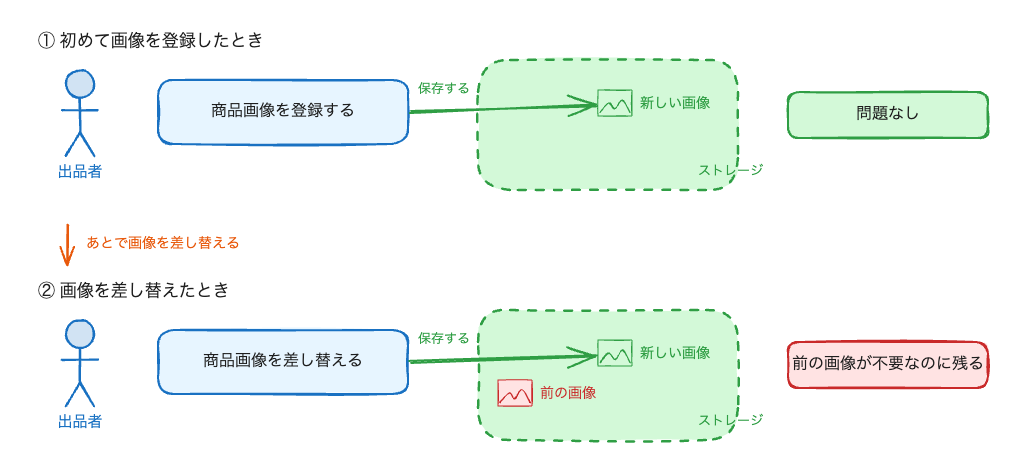 ① 初めて画像を登録したとき
商品画像を登録する
保存する
新しい画像
ストレージ
問題なし
出品者
あとで画像を差し替える
② 画像を差し替えたとき
商品画像を差し替える
保存する
新しい画像
前の画像
ストレージ
前の画像が不要なのに残る
出品者